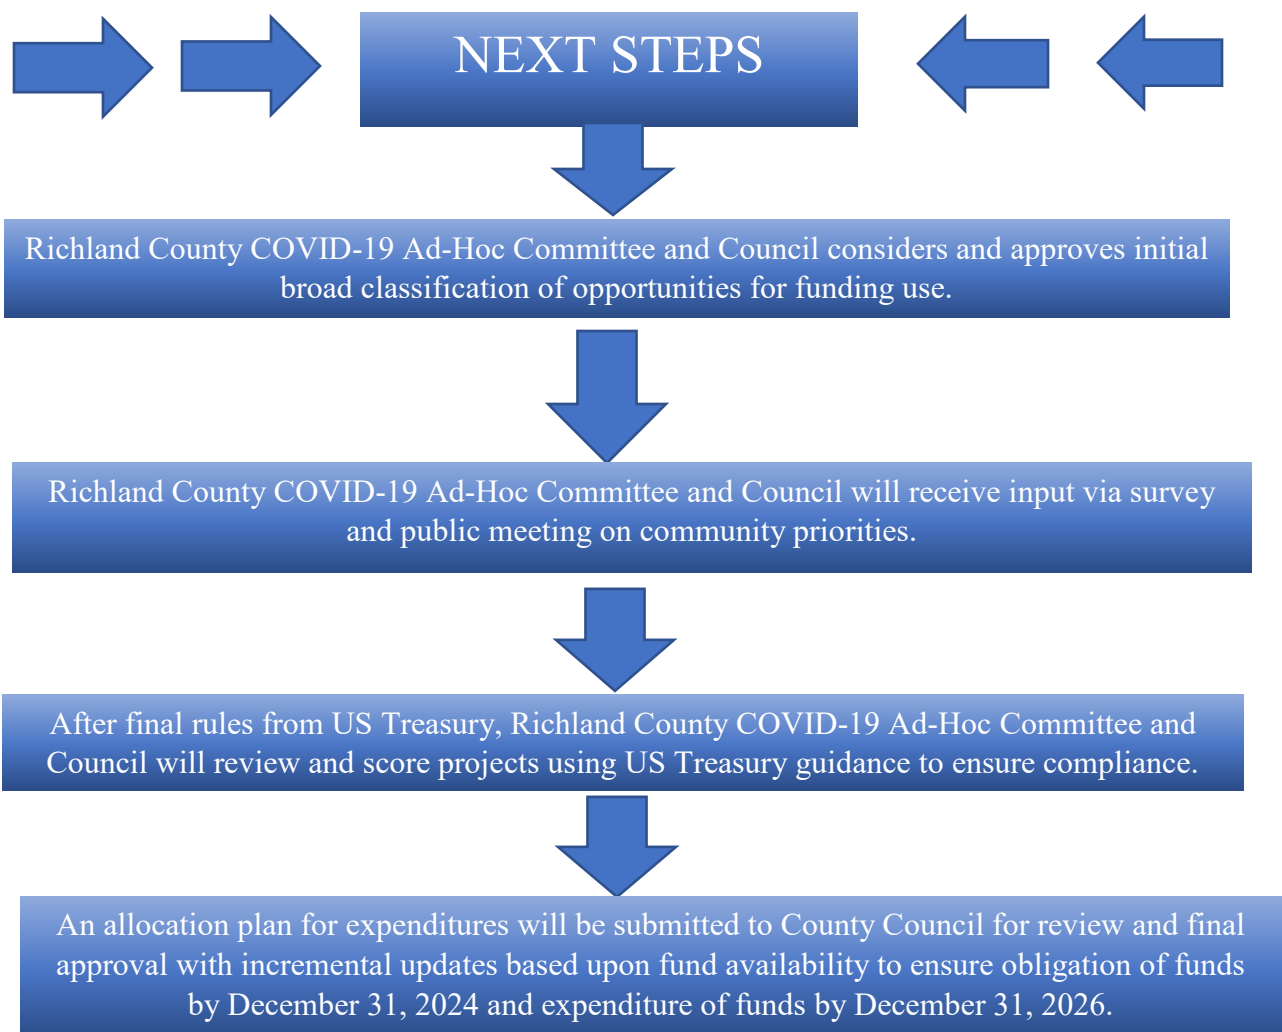 NEXT STEPS
Richland County COVID-19 Ad-Hoc Committee and Council considers and approves initial
broad classification of opportunities for funding use.
Richland County COVID-19 Ad-Hoc Committee and Council will receive input via survey
and public meeting on community priorities.
After final rules from US Treasury, Richland County COVID-19 Ad-Hoc Committee and
Council will review and score projects using US Treasury guidance to ensure compliance.
An allocation plan for expenditures will be submitted to County Council for review and final
approval with incremental updates based upon fund availability to ensure obligation of funds
by December 31, 2024 and expenditure of funds by December 31, 2026.